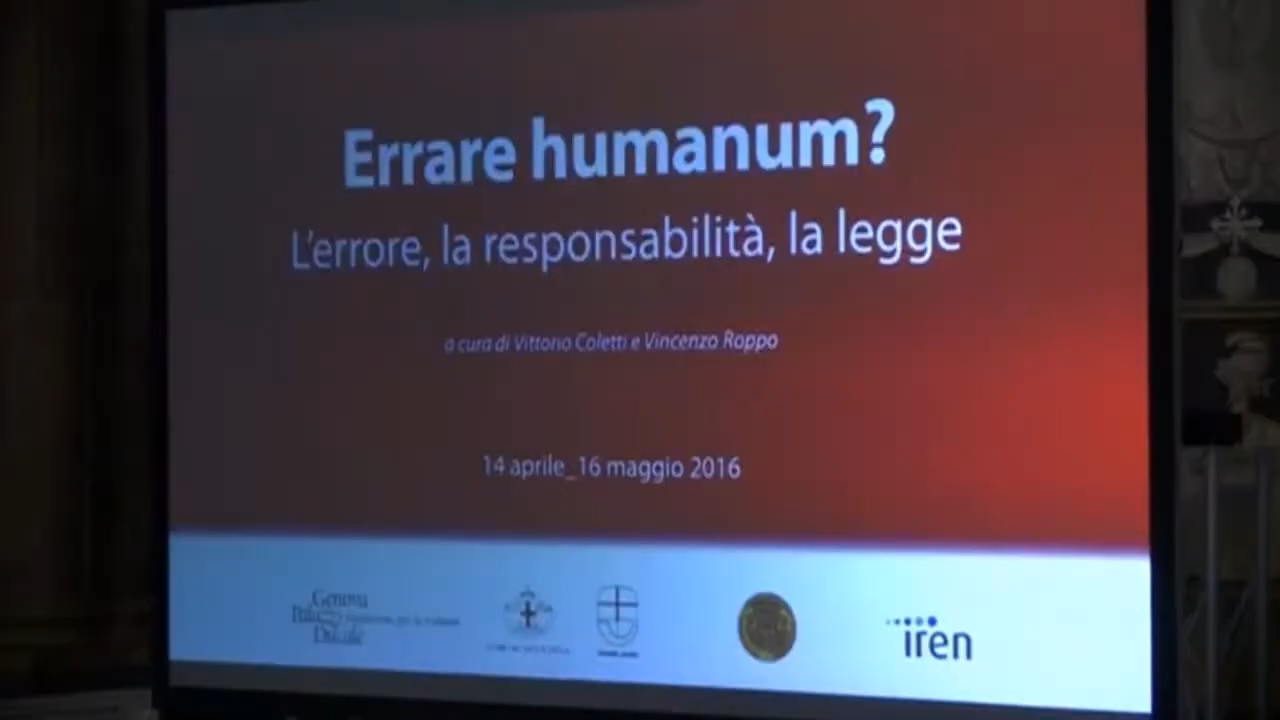 Errare humanum?
L'errore, la responsabilità, la legge
a cura di Vittorio Coletti e Vincenzo Roppo
14 aprile_16 maggio 2016
Genova
Palazzo
Ducale
iren